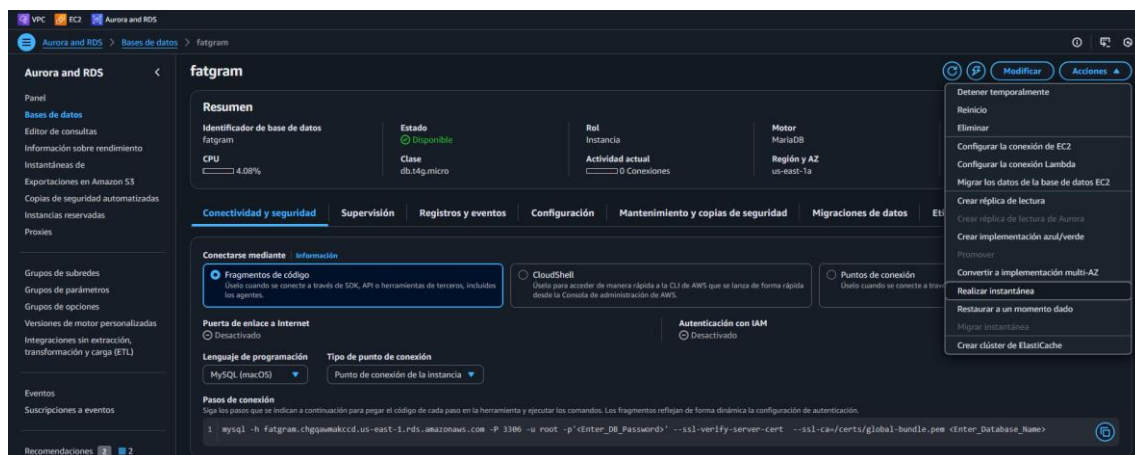 VPC EC2 Aurora and RDS
Aurora and RDS > Bases de datos > fatgram
Aurora and RDS
Panel
Bases de datos
Editor de consultas
Información sobre rendimiento
Instantáneas de
Exportaciones en Amazon S3
Copias de seguridad automatizadas
Instancias reservadas
Proxies
Grupos de subredes
Grupos de parámetros
Grupos de opciones
Versiones de motor personalizadas
Integraciones sin extracción,
transformación y carga (ETL)
Eventos
Suscripciones a eventos
Recomendaciones 2 2
fatgram
Modificar
Acciones
Resumen
Identificador de base de datos
fatgram
Estado
Disponible
Rol
Instancia
Motor
MariaDB
CPU
4.08%
Clase
db.t4g.micro
Actividad actual
0 Conexiones
Región y AZ
us-east-1a
Detener temporalmente
Reinicio
Eliminar
Configurar la conexión de EC2
Configurar la conexión Lambda
Migrar los datos de la base de datos EC2
Crear réplica de lectura
Crear réplica de lectura de Aurora
Crear implementación azul/verde
Promover
Convertir a implementación multi-AZ
Realizar instantánea
Restaurar a un momento dado
Migrar instantánea
Crear clúster de ElastiCache
Conectividad y seguridad Supervisión Registros y eventos Configuración Mantenimiento y copias de seguridad Migraciones de datos Eti
Conectarse mediante Información
Fragmentos de código
Úselo cuando se conecte a través de SDK, API o herramientas de terceros, incluidos
los agentes.
CloudShell
Úselo para acceder de manera rápida a la CLI de AWS que se lanza de forma rápida
desde la Consola de administración de AWS.
Puntos de conexión
Úselo cuando se conecte a
Puerta de enlace a Internet
Desactivado
Autenticación con IAM
Desactivado
Lenguaje de programación
MySQL (macOS)
Tipo de punto de conexión
Punto de conexión de la instancia
Pasos de conexión
Siga los pasos que se indican a continuación para pegar el código de cada paso en la herramienta y ejecutar los comandos. Los fragmentos reflejan de forma dinámica la configuración de autenticación.
1 mysql -h fatgram.chgqawmakccd.us-east-1.rds.amazonaws.com -P 3306 -u root -p'<Enter_DB_Password>' --ssl-verify-server-cert --ssl-ca=/certs/global-bundle.pem <Enter_Database_Name>